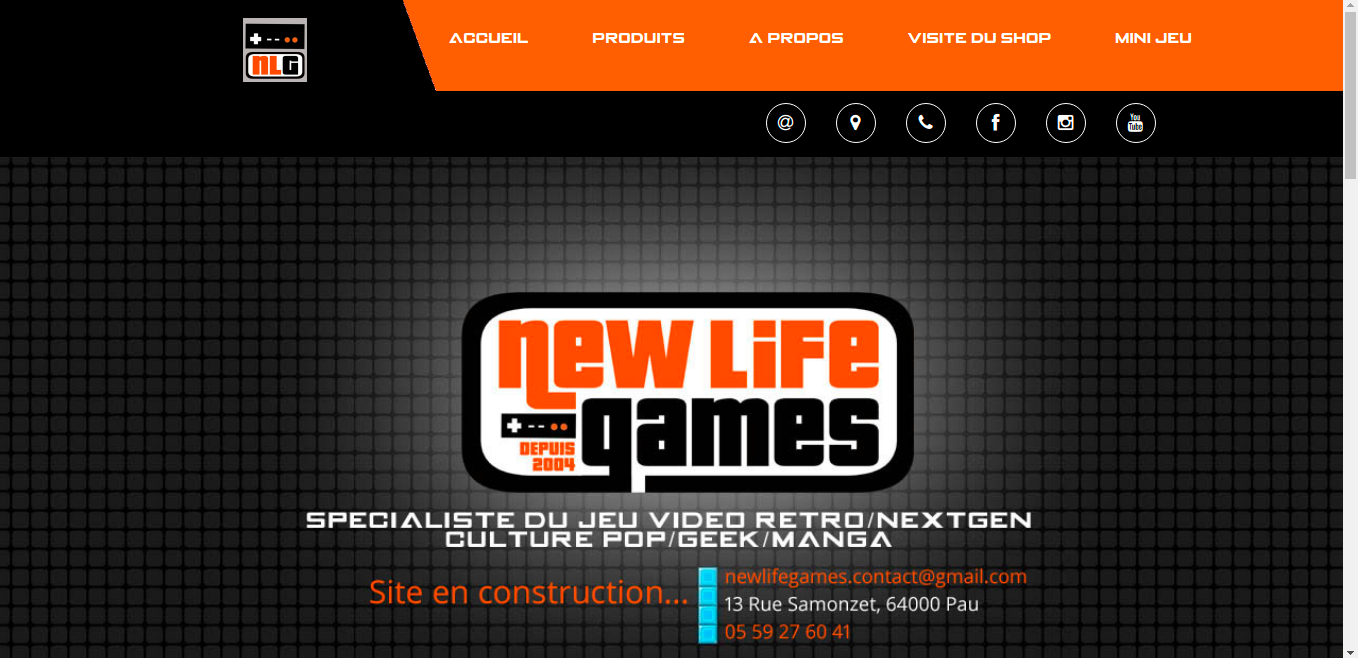 NLG
ACCUEIL PRODUITS A PROPOS VISITE DU SHOP MINI JEU
@ You Tube
new life
games
DEPUIS
2004
SPECIALISTE DU JEU VIDEO RETRO/NEXTGEN
CULTURE POP/GEEK/MANGA
Site en construction...
newlifegames.contact@gmail.com
13 Rue Samonzet, 64000 Pau
05 59 27 60 41